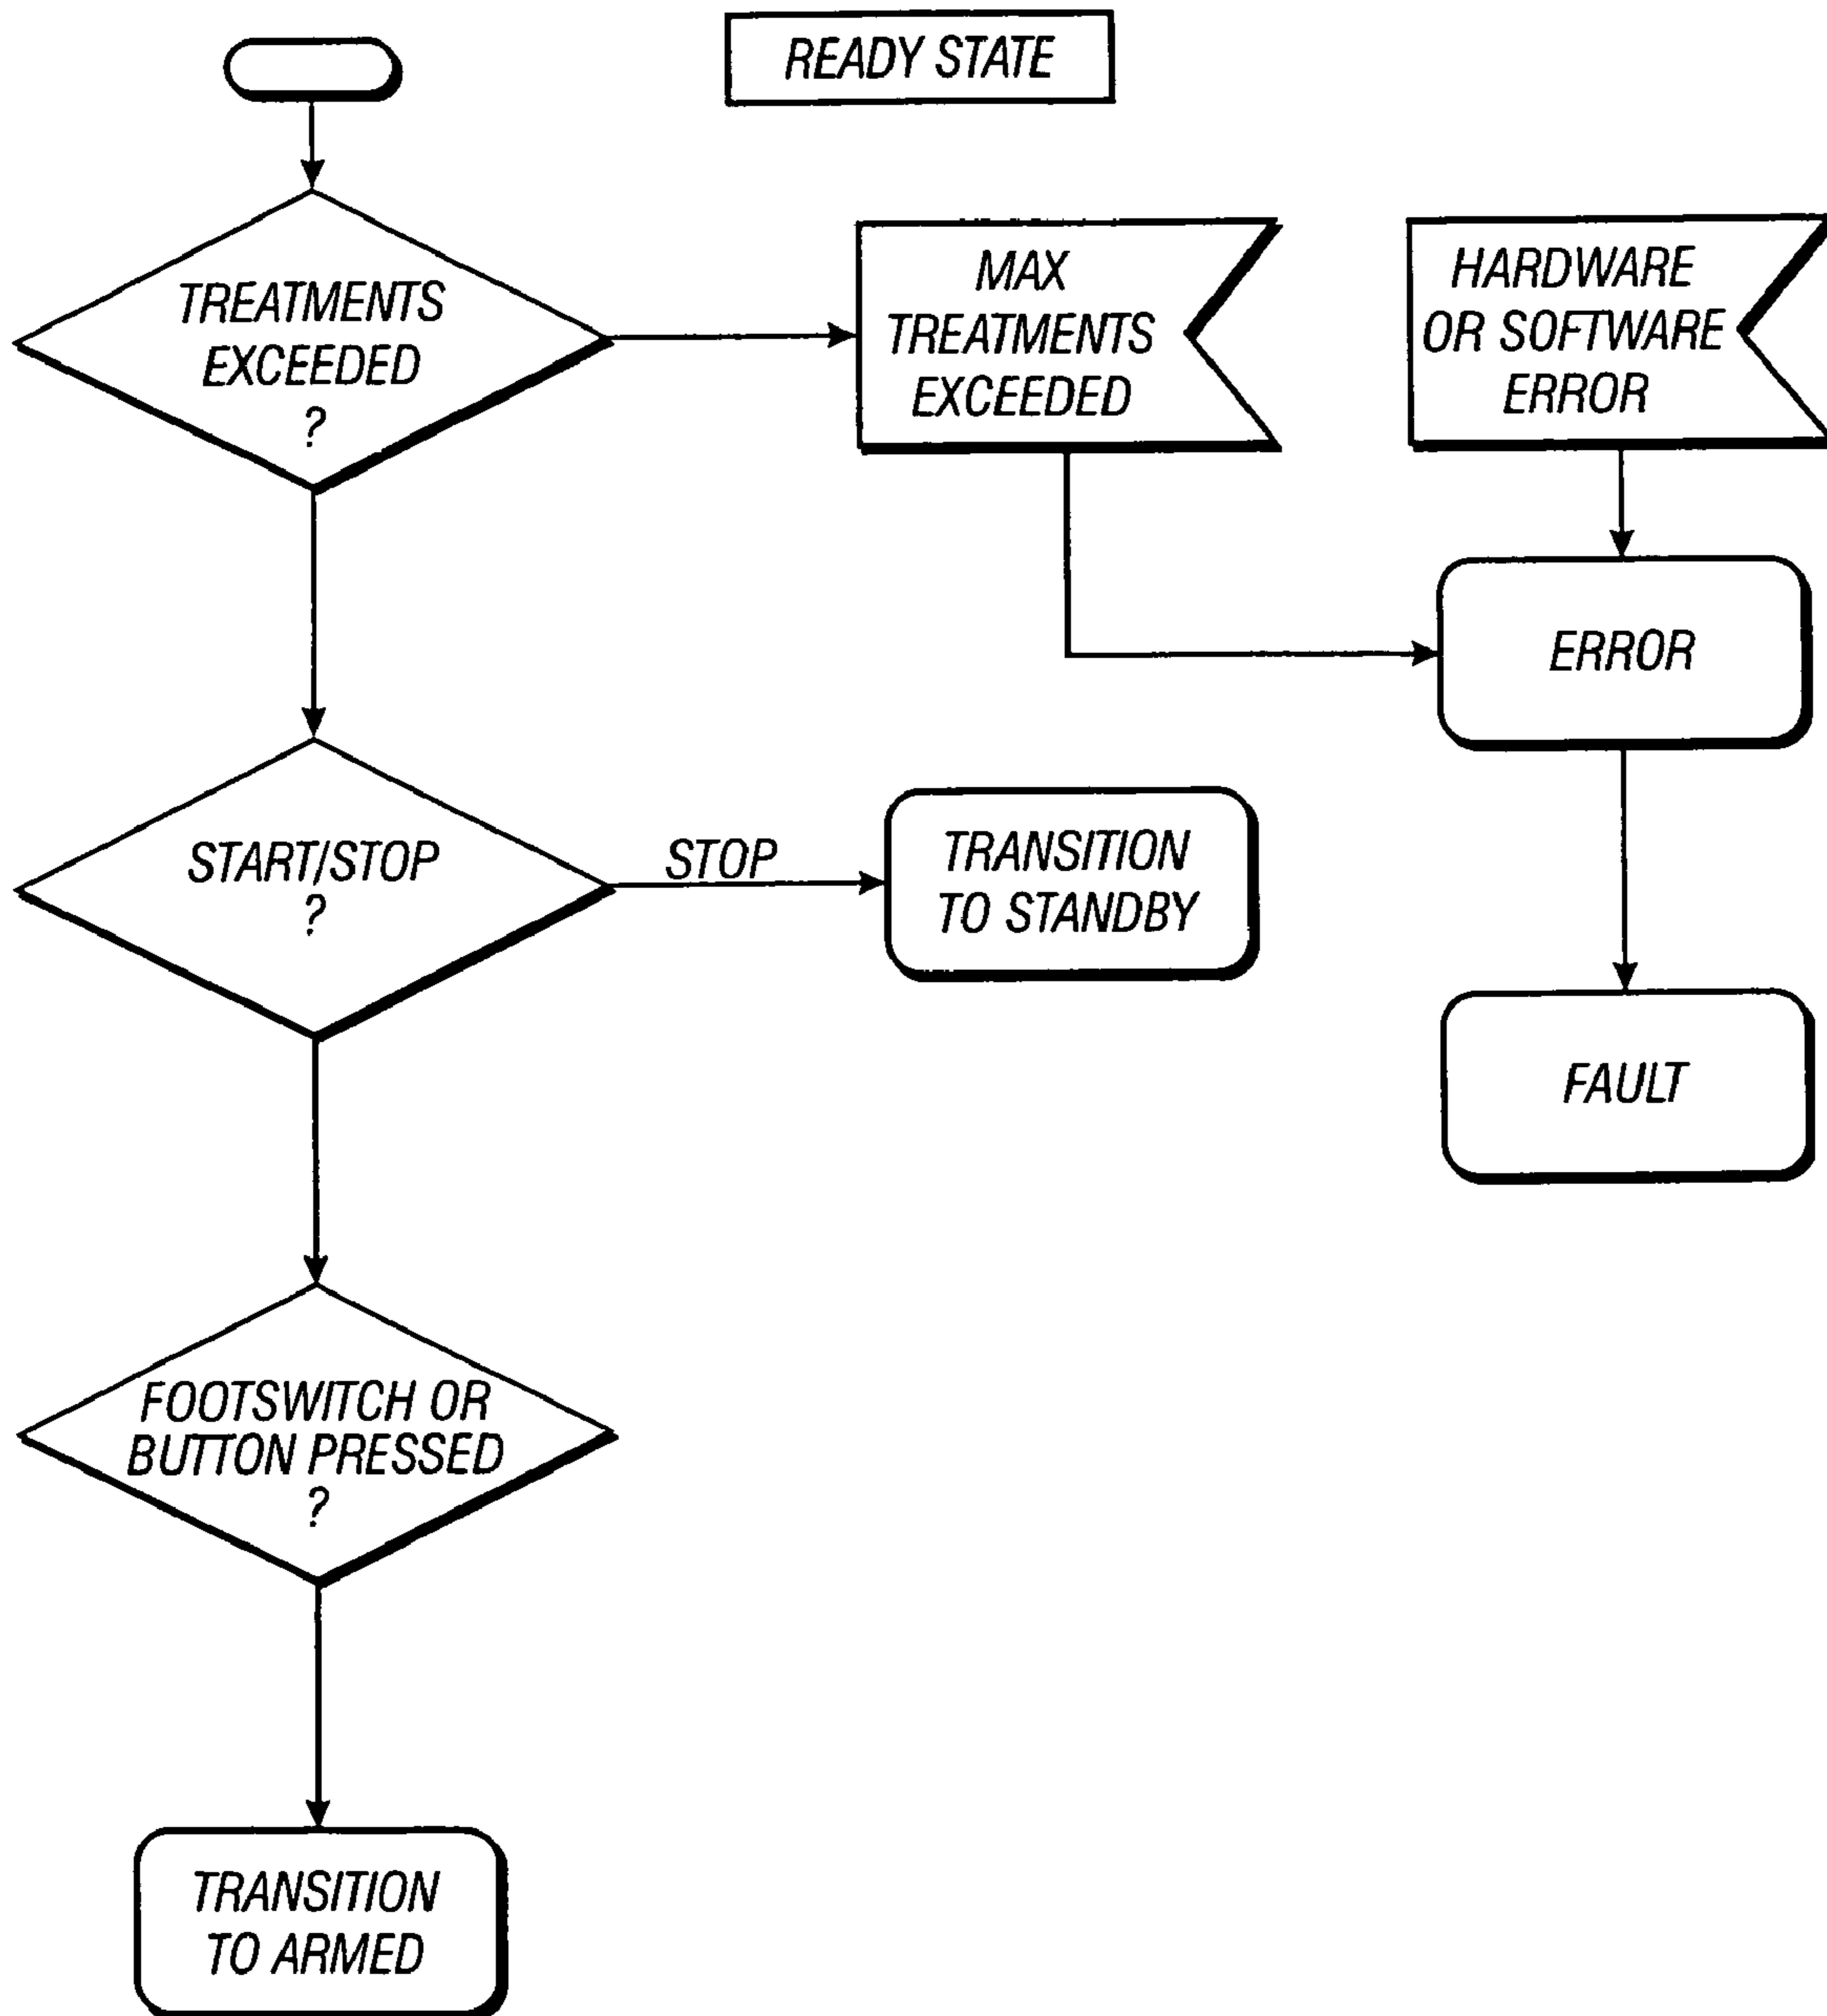 READY STATE
TREATMENTS
EXCEEDED
?
MAX
TREATMENTS
EXCEEDED
HARDWARE
OR SOFTWARE
ERROR
ERROR
START/STOP
?
STOP
TRANSITION
TO STANDBY
FAULT
FOOTSWITCH OR
BUTTON PRESSED
?
TRANSITION
TO ARMED